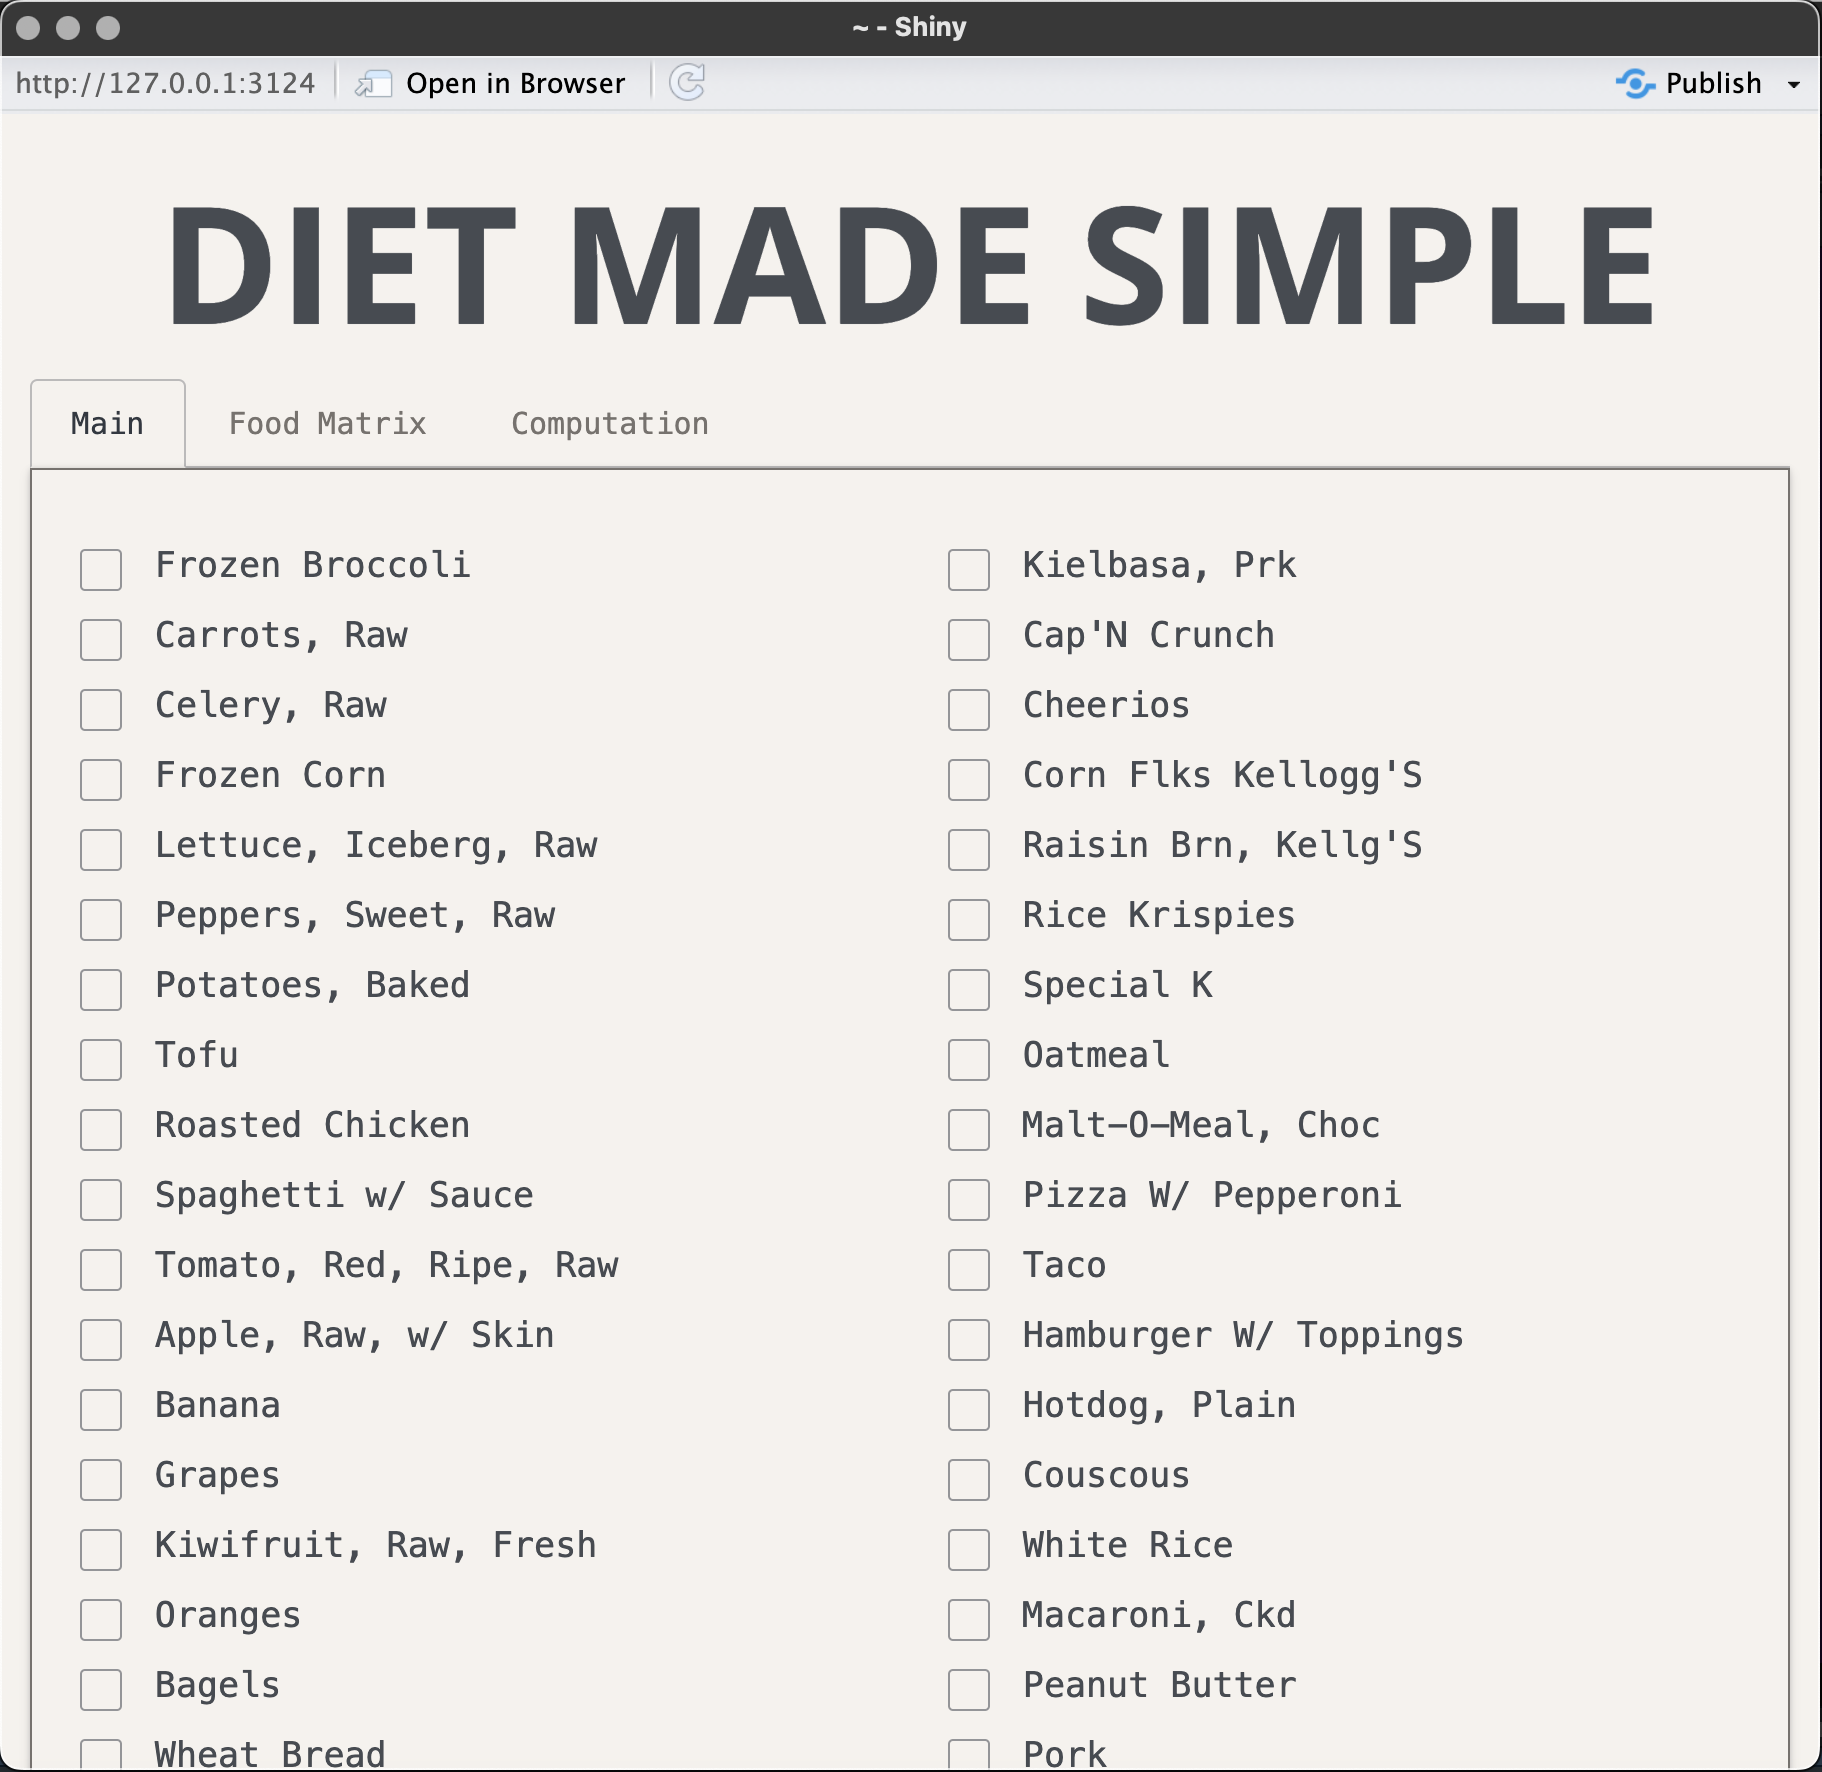 ~ - Shiny
http://127.0.0.1:3124 Open in Browser Publish
DIET MADE SIMPLE
Main Food Matrix Computation
Frozen Broccoli
Carrots, Raw
Celery, Raw
Frozen Corn
Lettuce, Iceberg, Raw
Peppers, Sweet, Raw
Potatoes, Baked
Tofu
Roasted Chicken
Spaghetti w/ Sauce
Tomato, Red, Ripe, Raw
Apple, Raw, w/ Skin
Banana
Grapes
Kiwifruit, Raw, Fresh
Oranges
Bagels
Wheat Bread
Kielbasa, Prk
Cap'N Crunch
Cheerios
Corn Flks Kellogg'S
Raisin Brn, Kellg'S
Rice Krispies
Special K
Oatmeal
Malt-O-Meal, Choc
Pizza W/ Pepperoni
Taco
Hamburger W/ Toppings
Hotdog, Plain
Couscous
White Rice
Macaroni, Ckd
Peanut Butter
Pork